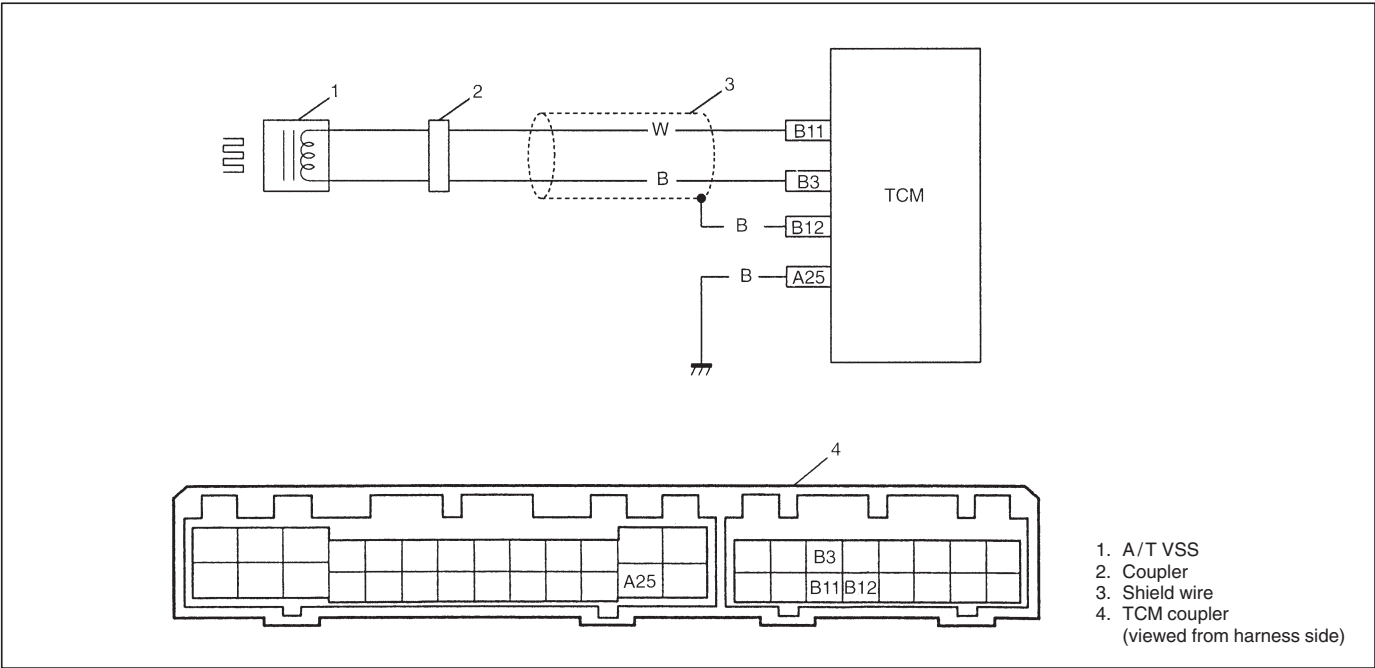 1
2
3
W
B11
B
B3
TCM
B
B12
B
A25
4
B3
A25
B11
B12
1. A/T VSS
2. Coupler
3. Shield wire
4. TCM coupler
(viewed from harness side)